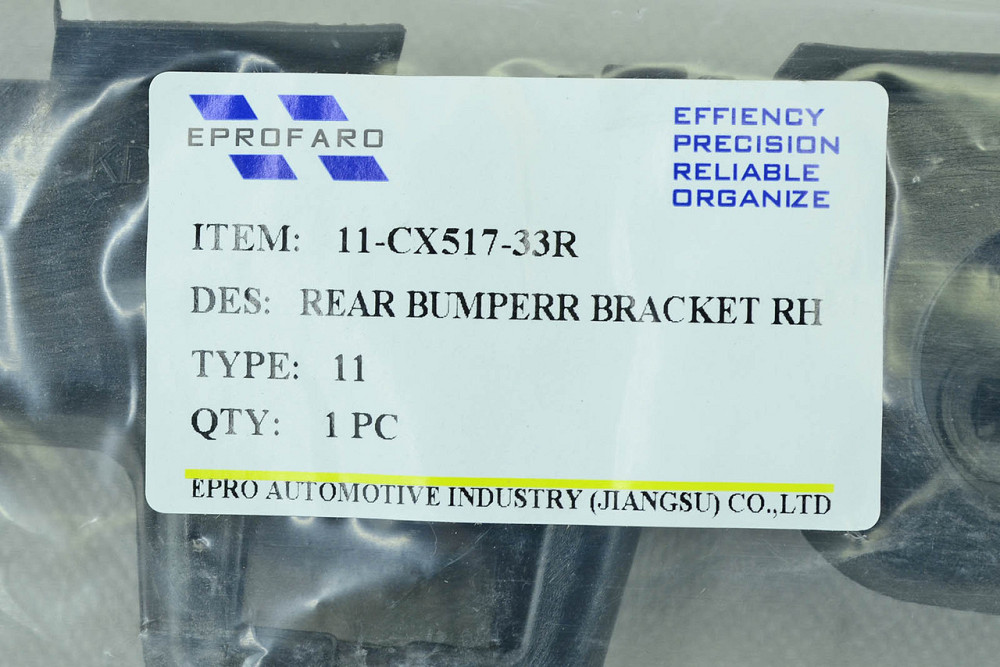 EPROFARO
EFFIENCY
PRECISION
RELIABLE
ORGANIZE
ITEM: 11-CX517-33R
DES: REAR BUMPERR BRACKET RH
TYPE: 11
QTY: 1 PC
EPRO AUTOMOTIVE INDUSTRY (JIANGSU) CO.,LTD